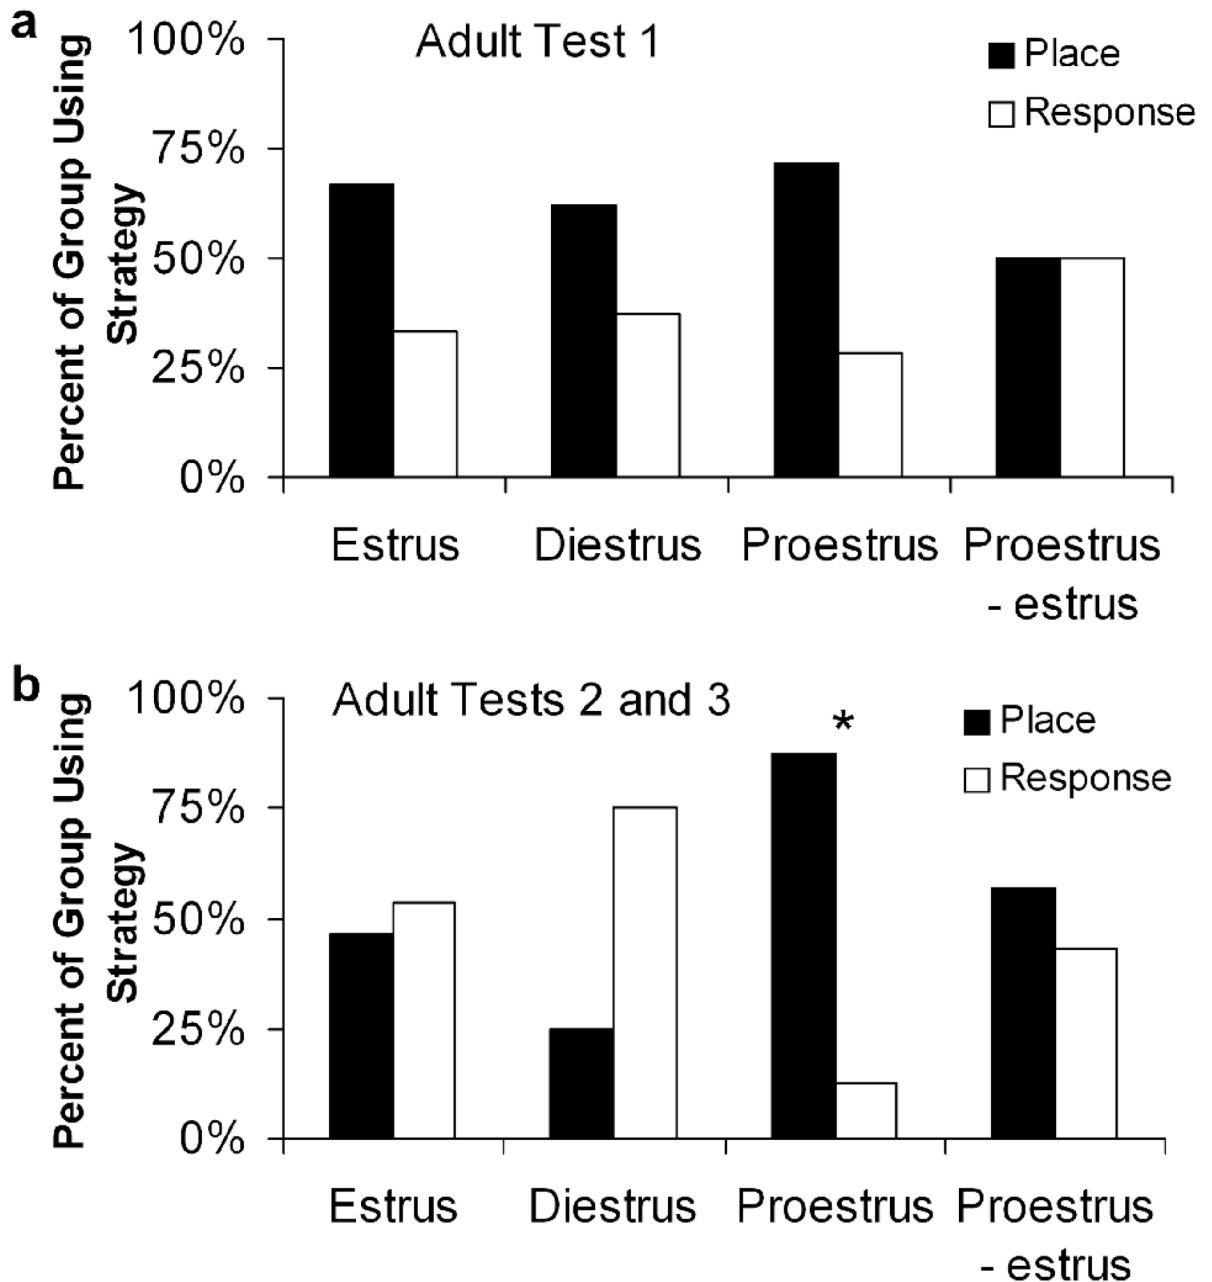 a
100%
Adult Test 1
Place
Response
75%
50%
25%
0%
Percent of Group Using
Strategy
Estrus
Diestrus
Proestrus
Proestrus
- estrus
b
100%
Adult Tests 2 and 3
*
Place
Response
75%
50%
25%
0%
Percent of Group Using
Strategy
Estrus
Diestrus
Proestrus
Proestrus
- estrus